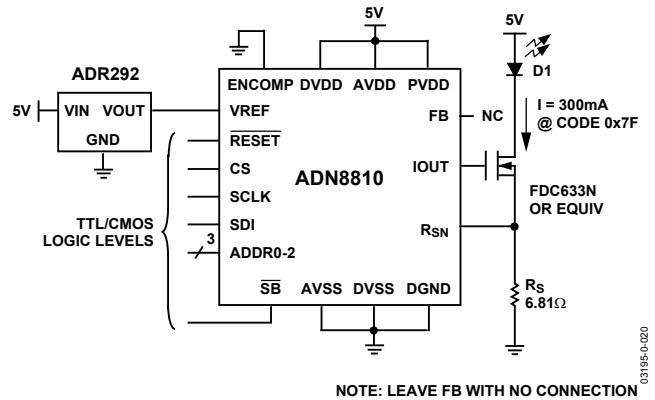 5V
5V
ADR292
ENCOMP DVDD AVDD PVDD
D1
5V
VIN VOUT
VREF
FB
NC
I = 300mA
@ CODE 0x7F
GND
RESET
CS
ADN8810
IOUT
SCLK
FDC633N
OR EQUIV
TTL/CMOS
LOGIC LEVELS
SDI
RSN
3
ADDR0-2
SB AVSS DVSS DGND
RS
6.81Ω
03195-0-020
NOTE: LEAVE FB WITH NO CONNECTION